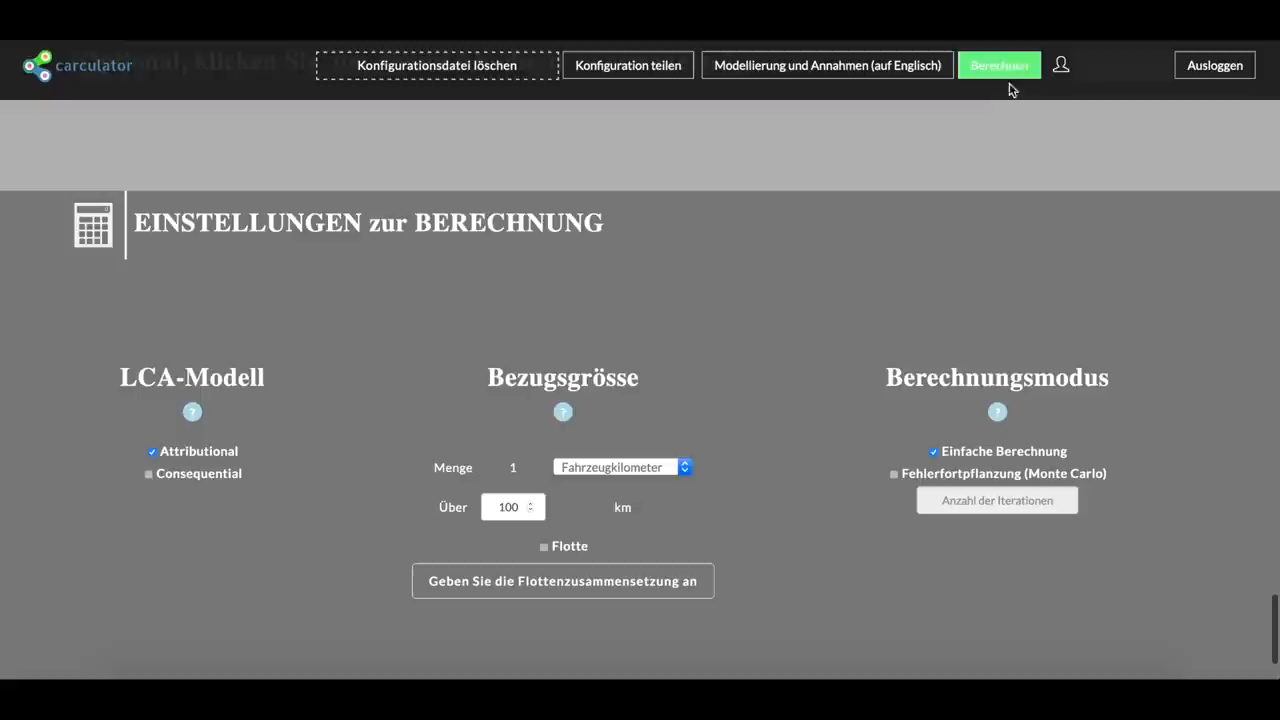 carculator
Konfigurationsdatei löschen
Konfiguration teilen
Modellierung und Annahmen (auf Englisch)
Berechnen
Ausloggen
EINSTELLUNGEN zur BERECHNUNG
LCA-Modell
?
Attributional
Consequential
Bezugsgrösse
?
Menge 1 Fahrzeugkilometer
Über 100 km
Flotte
Geben Sie die Flottenzusammensetzung an
Berechnungsmodus
?
Einfache Berechnung
Fehlerfortpflanzung (Monte Carlo)
Anzahl der Iterationen